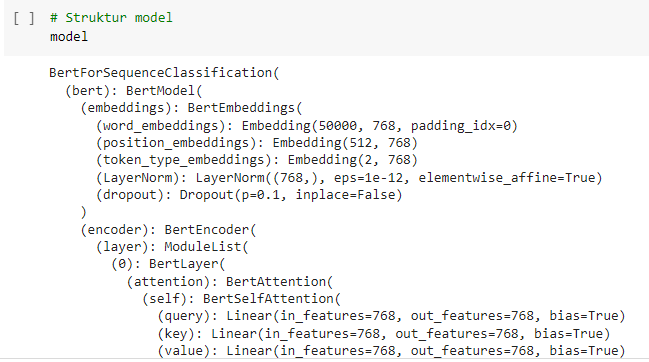 [ ] # Struktur model
model
BertForSequenceClassification(
(bert): BertModel(
(embeddings): BertEmbeddings(
(word_embeddings): Embedding(50000, 768, padding_idx=0)
(position_embeddings): Embedding(512, 768)
(token_type_embeddings): Embedding(2, 768)
(LayerNorm): LayerNorm((768,), eps=1e-12, elementwise_affine=True)
(dropout): Dropout(p=0.1, inplace=False)
)
(encoder): BertEncoder(
(layer): ModuleList(
(0): BertLayer(
(attention): BertAttention(
(self): BertSelfAttention(
(query): Linear(in_features=768, out_features=768, bias=True)
(key): Linear(in_features=768, out_features=768, bias=True)
(value): Linear(in_features=768, out_features=768, bias=True)